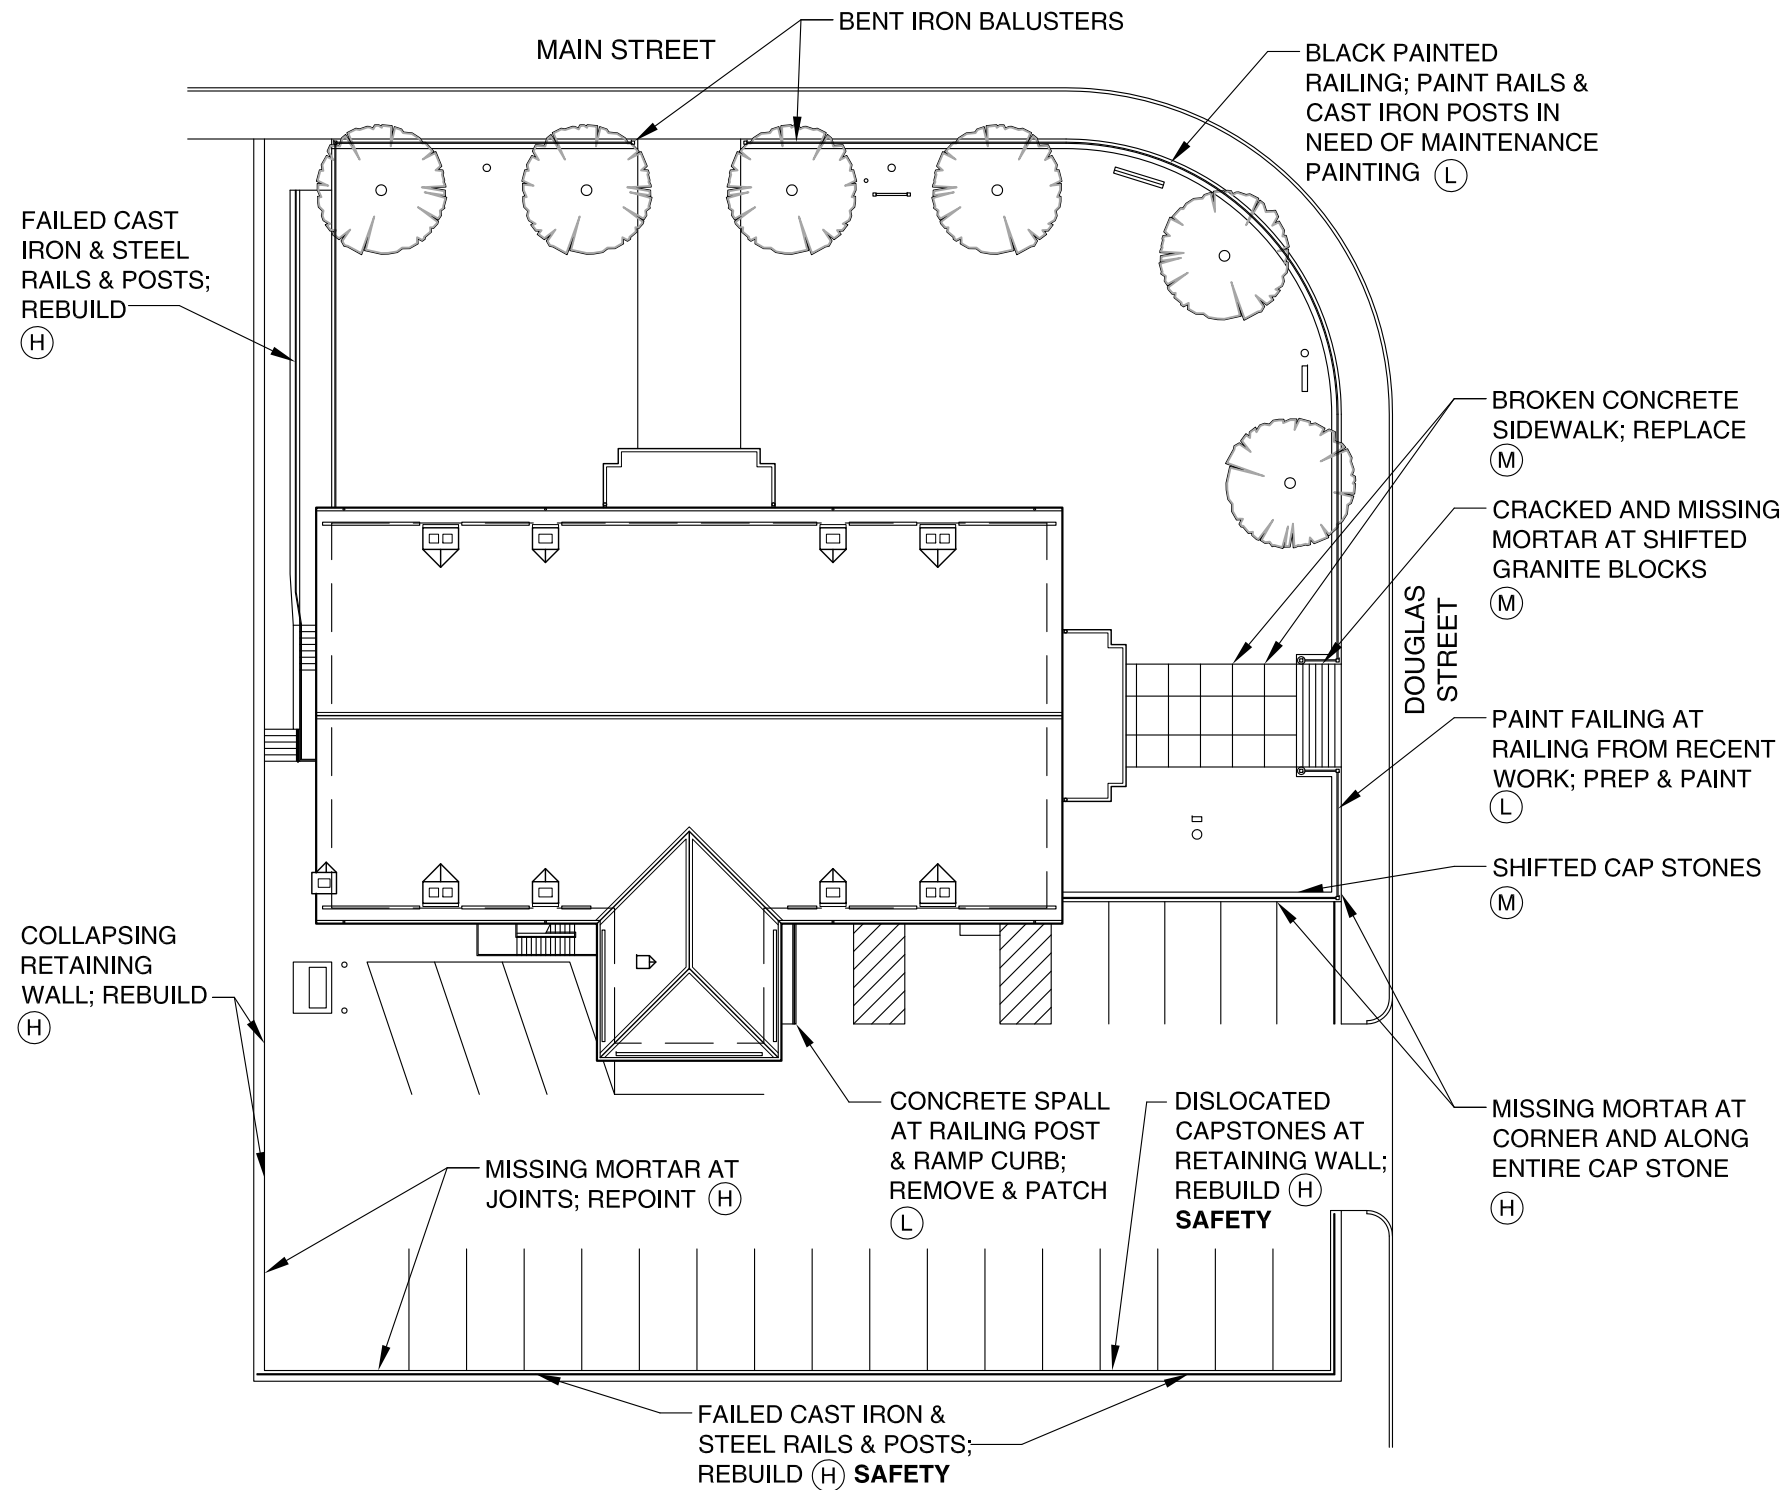 BENT IRON BALUSTERS
MAIN STREET
BLACK PAINTED
RAILING; PAINT RAILS &
CAST IRON POSTS IN
NEED OF MAINTENANCE
PAINTING (L)
FAILED CAST
IRON & STEEL
RAILS & POSTS;
REBUILD
(H)
BROKEN CONCRETE
SIDEWALK; REPLACE
(M)
CRACKED AND MISSING
MORTAR AT SHIFTED
GRANITE BLOCKS
(M)
DOUGLAS
STREET
PAINT FAILING AT
RAILING FROM RECENT
WORK; PREP & PAINT
(L)
SHIFTED CAP STONES
(M)
COLLAPSING
RETAINING
WALL; REBUILD
(H)
CONCRETE SPALL
AT RAILING POST
& RAMP CURB;
REMOVE & PATCH
(L)
DISLOCATED
CAPSTONES AT
RETAINING WALL;
REBUILD (H)
SAFETY
MISSING MORTAR AT
CORNER AND ALONG
ENTIRE CAP STONE
(H)
MISSING MORTAR AT
JOINTS; REPOINT (H)
FAILED CAST IRON &
STEEL RAILS & POSTS;
REBUILD (H) SAFETY